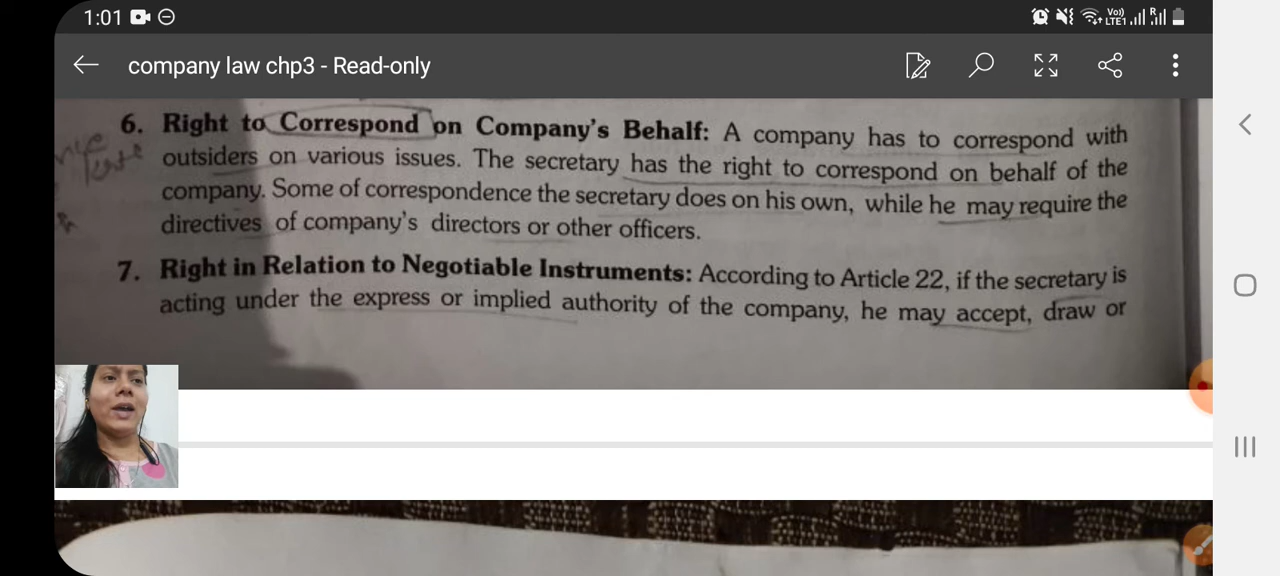 1:01
Vo))
LTE1
R
company law chp3 - Read-only
6. Right to Correspond on Company's Behalf: A company has to correspond with
outsiders on various issues. The secretary has the right to correspond on behalf of the
company. Some of correspondence the secretary does on his own, while he may require the
directives of company's directors or other officers.
7. Right in Relation to Negotiable Instruments: According to Article 22, if the secretary is
acting under the express or implied authority of the company, he may accept, draw or